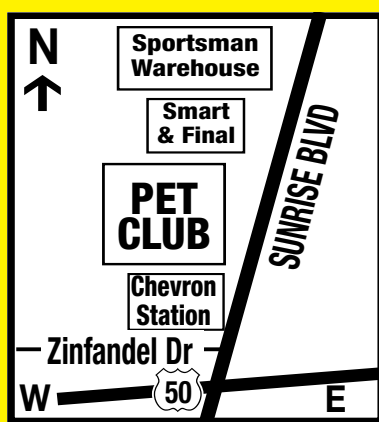 N
Sportsman
Warehouse
Smart
& Final
SUNRISE BLVD
PET
CLUB
Chevron
Station
Zinfandel Dr
W
50
E